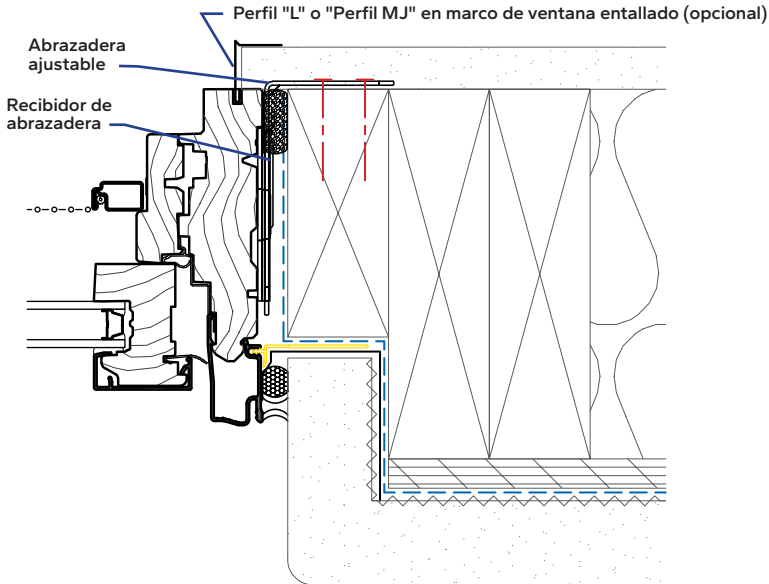 Perfil "L" o "Perfil MJ" en marco de ventana entallado (opcional)
Abrazadera
ajustable
Recibidor de
abrazadera